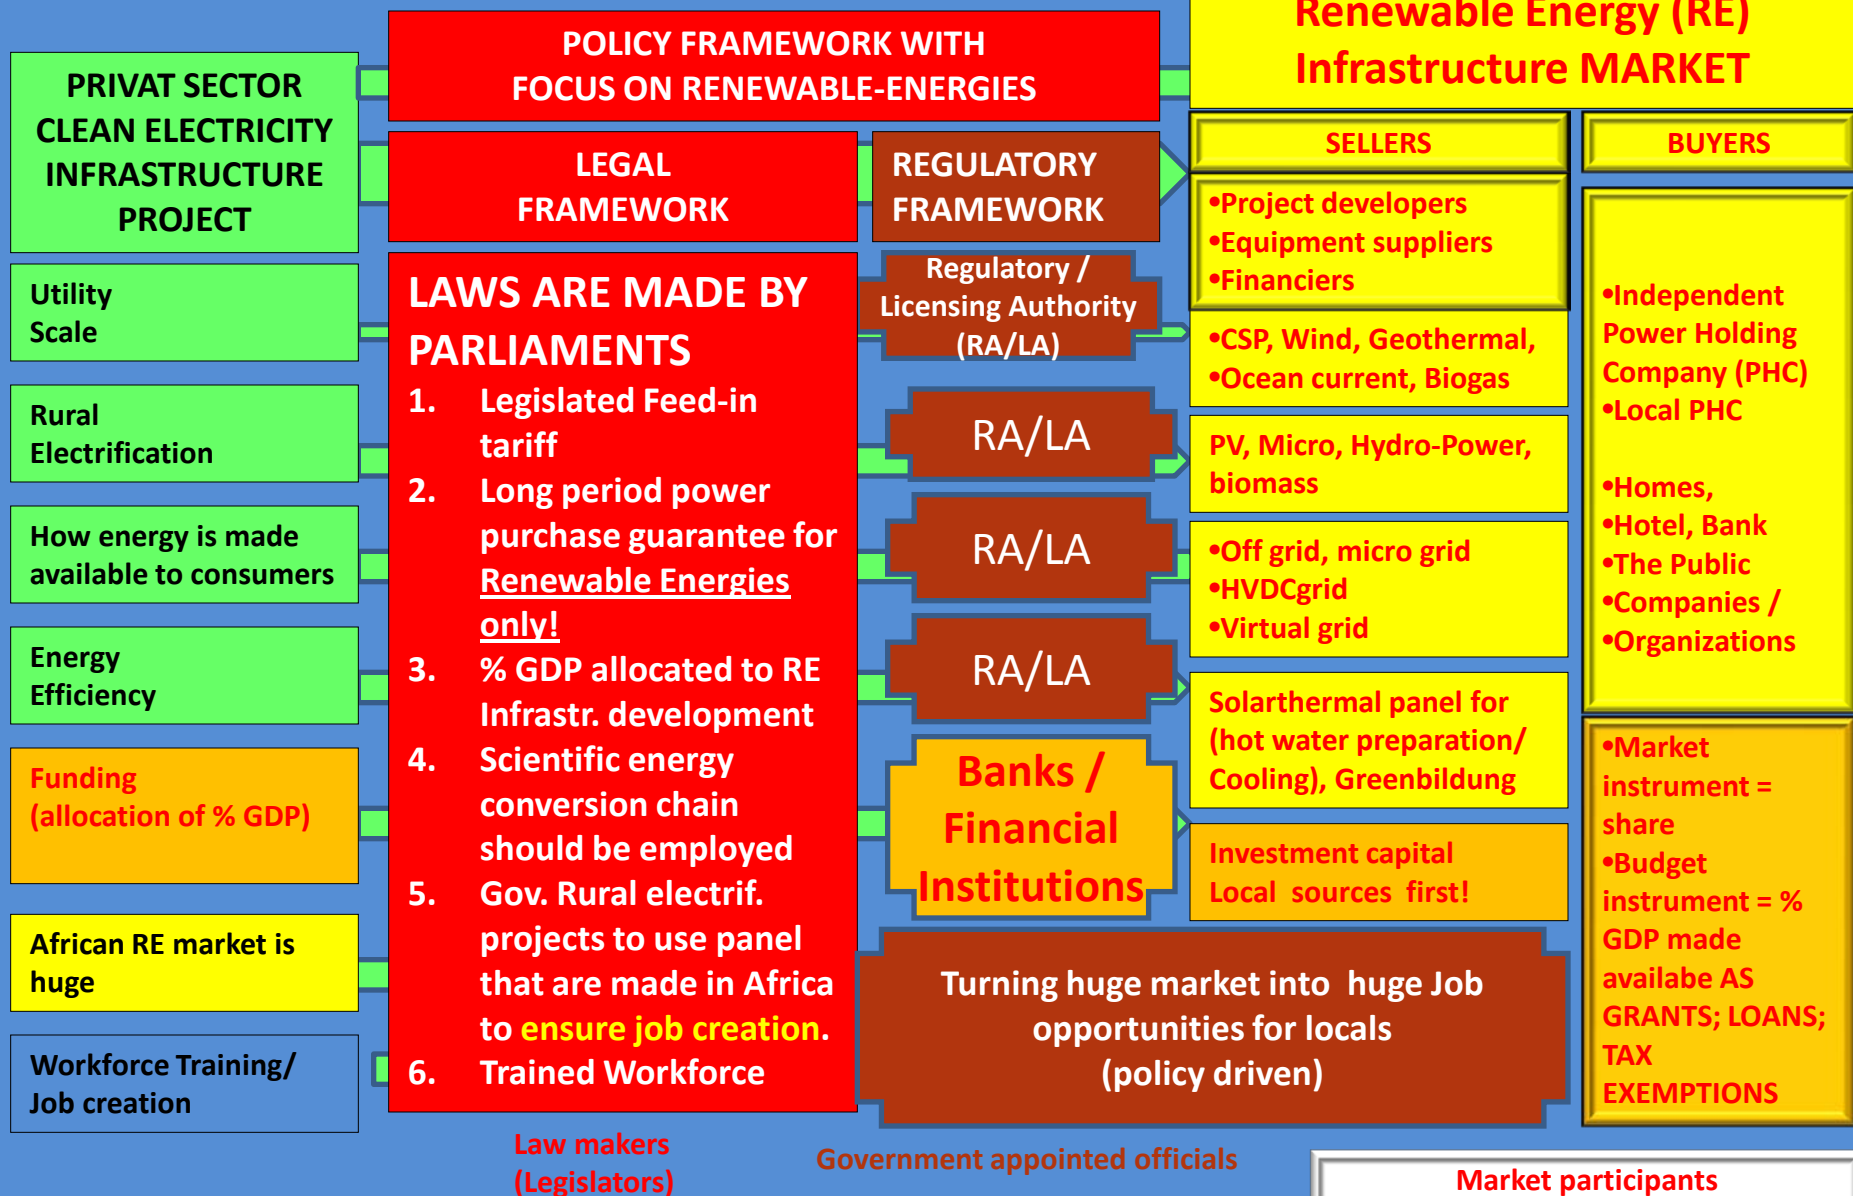 PRIVAT SECTOR
CLEAN ELECTRICITY
INFRASTRUCTURE
PROJECT
Utility
Scale
Rural
Electrification
How energy is made
available to consumers
Energy
Efficiency
Funding
(allocation of % GDP)
African RE market is
huge
Workforce Training/
Job creation
POLICY FRAMEWORK WITH
FOCUS ON RENEWABLE-ENERGIES
LEGAL
FRAMEWORK
LAWS ARE MADE BY
PARLIAMENTS
1. Legislated Feed-in
tariff
2. Long period power
purchase guarantee for
Renewable Energies
only!
3. % GDP allocated to RE
Infrastr. development
4. Scientific energy
conversion chain
should be employed
5. Gov. Rural electrif.
projects to use panel
that are made in Africa
to ensure job creation.
6. Trained Workforce
Law makers
(Legislators)
REGULATORY
FRAMEWORK
Regulatory /
Licensing Authority
(RA/LA)
RA/LA
RA/LA
RA/LA
Banks /
Financial
Institutions
Turning huge market into huge Job
opportunities for locals
(policy driven)
Government appointed officials
Renewable Energy (RE)
Infrastructure MARKET
SELLERS
•Project developers
•Equipment suppliers
•Financiers
•CSP, Wind, Geothermal,
•Ocean current, Biogas
PV, Micro, Hydro-Power,
biomass
•Off grid, micro grid
•HVDCgrid
•Virtual grid
Solarthermal panel for
(hot water preparation/
Cooling), Greenbildung
Investment capital
Local sources first!
BUYERS
•Independent
Power Holding
Company (PHC)
•Local PHC
•Homes,
•Hotel, Bank
•The Public
•Companies /
•Organizations
•Market
instrument =
share
•Budget
instrument = %
GDP made
availabe AS
GRANTS; LOANS;
TAX
EXEMPTIONS
Market participants